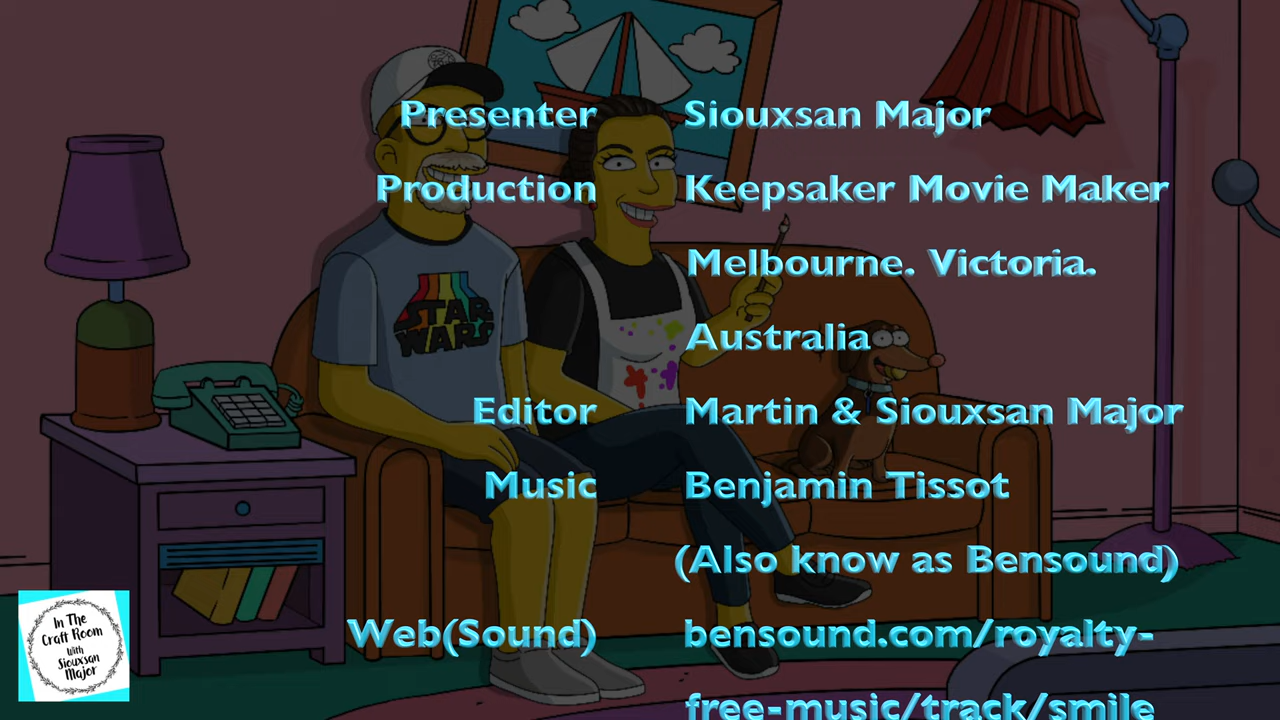 Presenter Siouxsan Major
Production Keepsaker Movie Maker
Melbourne. Victoria.
Australia
Editor Martin & Siouxsan Major
Music Benjamin Tissot
(Also know as Bensound)
Web(Sound) bensound.com/royalty-
free-music/track/smile
STAR
WARS
In The
Craft Room
With
Siouxsan
Major